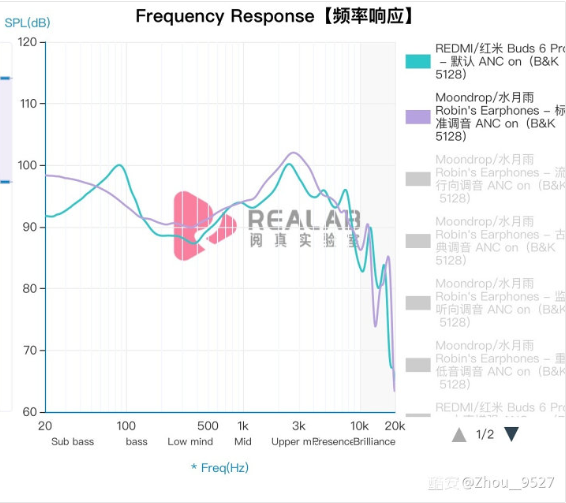 Frequency Response【频率响应】
SPL(dB)
120
110
100
90
80
70
60
20
100
500
1k
3k
10k
20k
Sub bass
bass
Low mind
Mid
Upper m
Presence
Brilliance
* Freq(Hz)
REALAB
阅真实验室
REDMI/红米 Buds 6 Pro
- 默认 ANC on（B&K
5128）
Moondrop/水月雨
Robin's Earphones - 标
准调音 ANC on（B&K
5128）
Moondrop/水月雨
Robin's Earphones - 流
行向调音 ANC on（B&K
5128）
Moondrop/水月雨
Robin's Earphones - 古
典调音 ANC on（B&K
5128）
Moondrop/水月雨
Robin's Earphones - 监
听向调音 ANC on（B&K
5128）
Moondrop/水月雨
Robin's Earphones - 重
低音调音 ANC on（B&K
5128）
REDMI/红米 Buds 6 Pro
1/2
@Zhou__9527